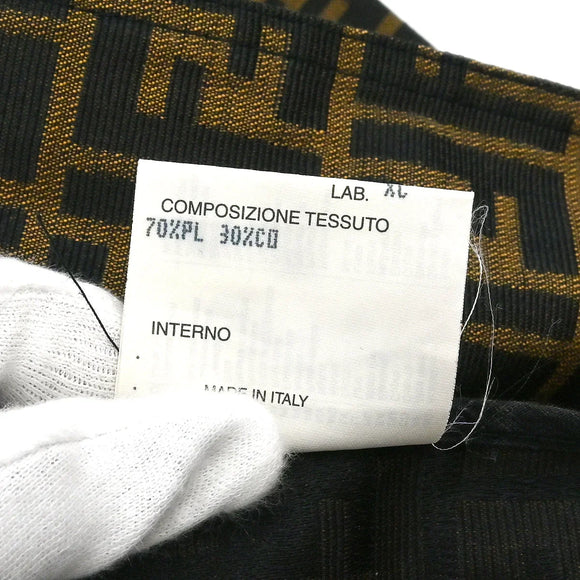 LAB. XC
COMPOSIZIONE TESSUTO
70%PL 30%CO
INTERNO
MADE IN ITALY